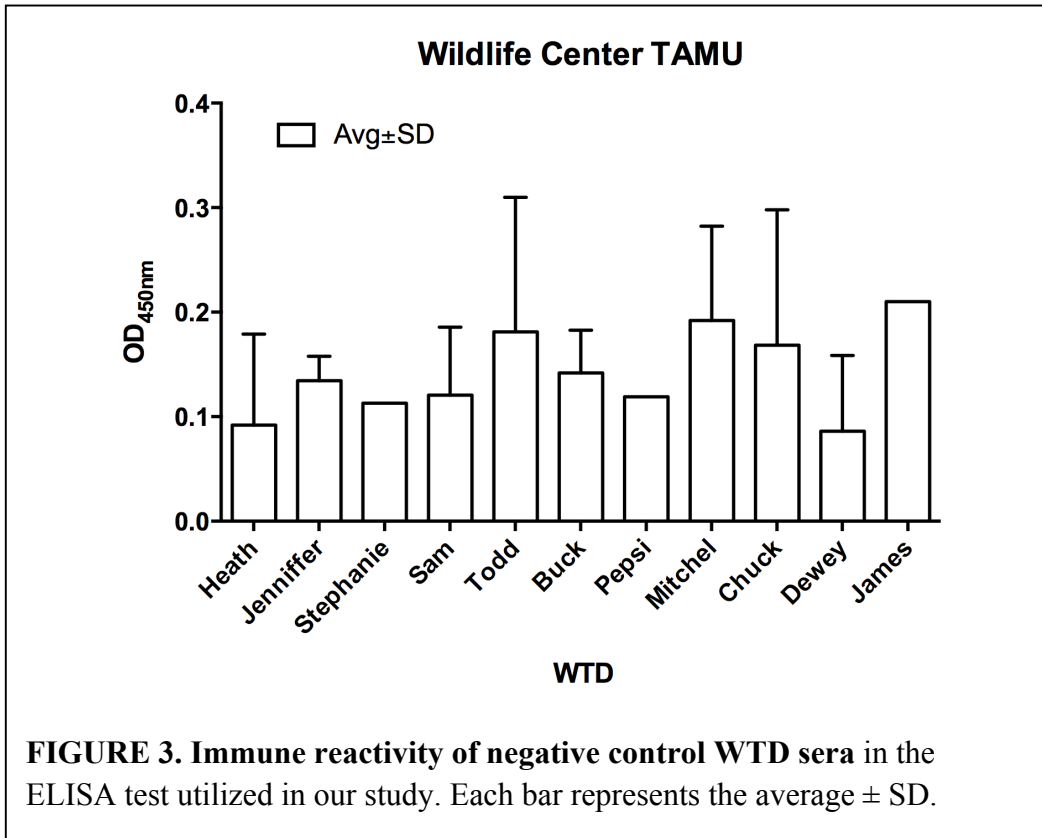 Wildlife Center TAMU
0.4
Avg±SD
0.3
0.2
0.1
0.0
OD450nm
Heath
Jenniffer
Stephanie
Sam
Todd
Buck
Pepsi
Mitchel
Chuck
Dewey
James
WTD
FIGURE 3. Immune reactivity of negative control WTD sera in the
ELISA test utilized in our study. Each bar represents the average ± SD.